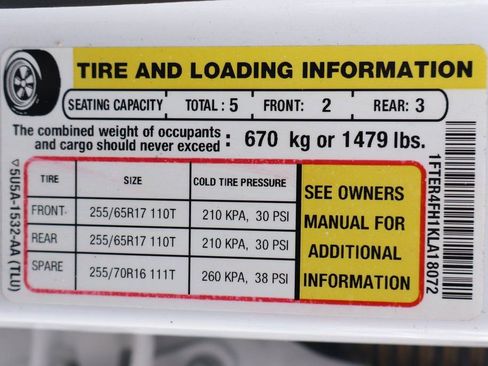 TIRE AND LOADING INFORMATION
SEATING CAPACITY TOTAL : 5 FRONT: 2 REAR: 3
The combined weight of occupants
and cargo should never exceed : 670 kg or 1479 lbs.
TIRE SIZE COLD TIRE PRESSURE
FRONT 255/65R17 110T 210 KPA, 30 PSI
REAR 255/65R17 110T 210 KPA, 30 PSI
SPARE 255/70R16 111T 260 KPA, 38 PSI
SEE OWNERS
MANUAL FOR
ADDITIONAL
INFORMATION
▽5U5A-1532-AA (TLU)
1FTER4FH1KLA18072